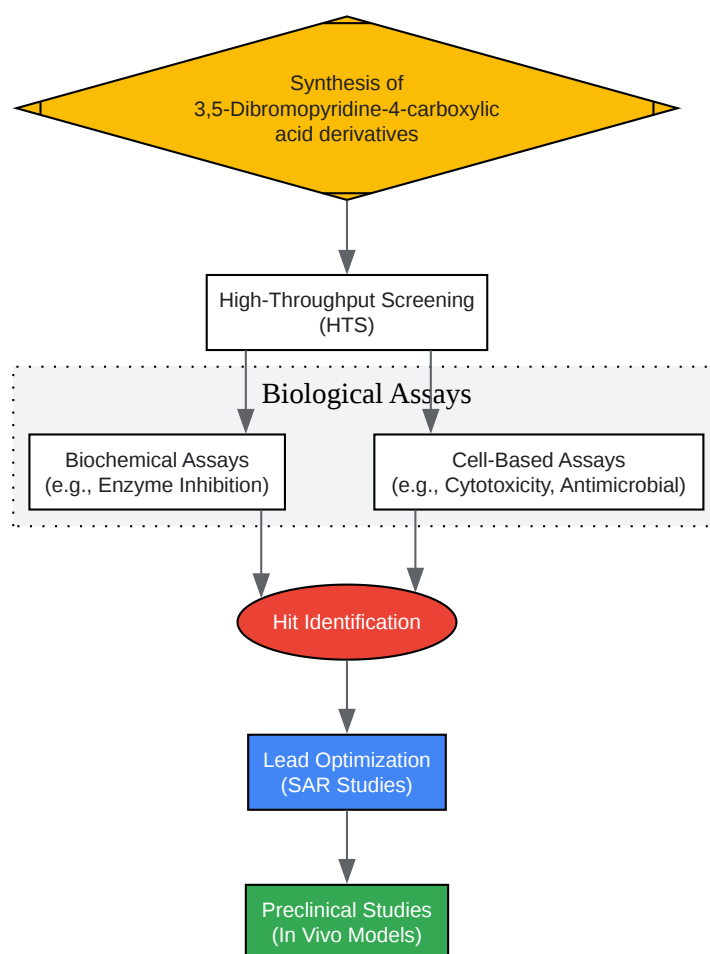 Synthesis of
3,5-Dibromopyridine-4-carboxylic
acid derivatives
High-Throughput Screening
(HTS)
Biological Assays
Biochemical Assays
(e.g., Enzyme Inhibition)
Cell-Based Assays
(e.g., Cytotoxicity, Antimicrobial)
Hit Identification
Lead Optimization
(SAR Studies)
Preclinical Studies
(In Vivo Models)